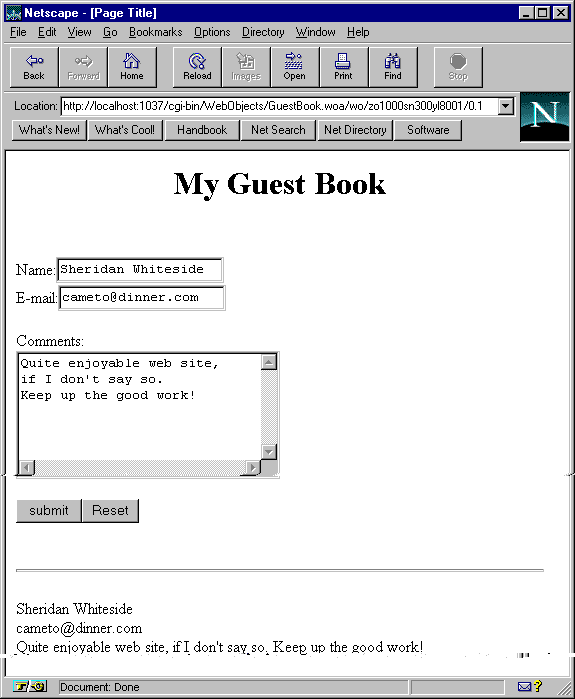 Netscape - [Page Title]
File Edit View Go Bookmarks Options Directory Window Help
Back Forward Home Reload Images Open Print Find Stop
Location: http://localhost:1037/cgi-bin/WebObjects/GuestBook.woa/wo/zo1000sn300yl8001/0.1
N
What's New! What's Cool! Handbook Net Search Net Directory Software
My Guest Book
Name: Sheridan Whiteside
E-mail: cameto@dinner.com
Comments:
Quite enjoyable web site,
if I don't say so.
Keep up the good work!
submit Reset
Sheridan Whiteside
cameto@dinner.com
Quite enjoyable web site, if I don't say so. Keep up the good work!
Document: Done
?